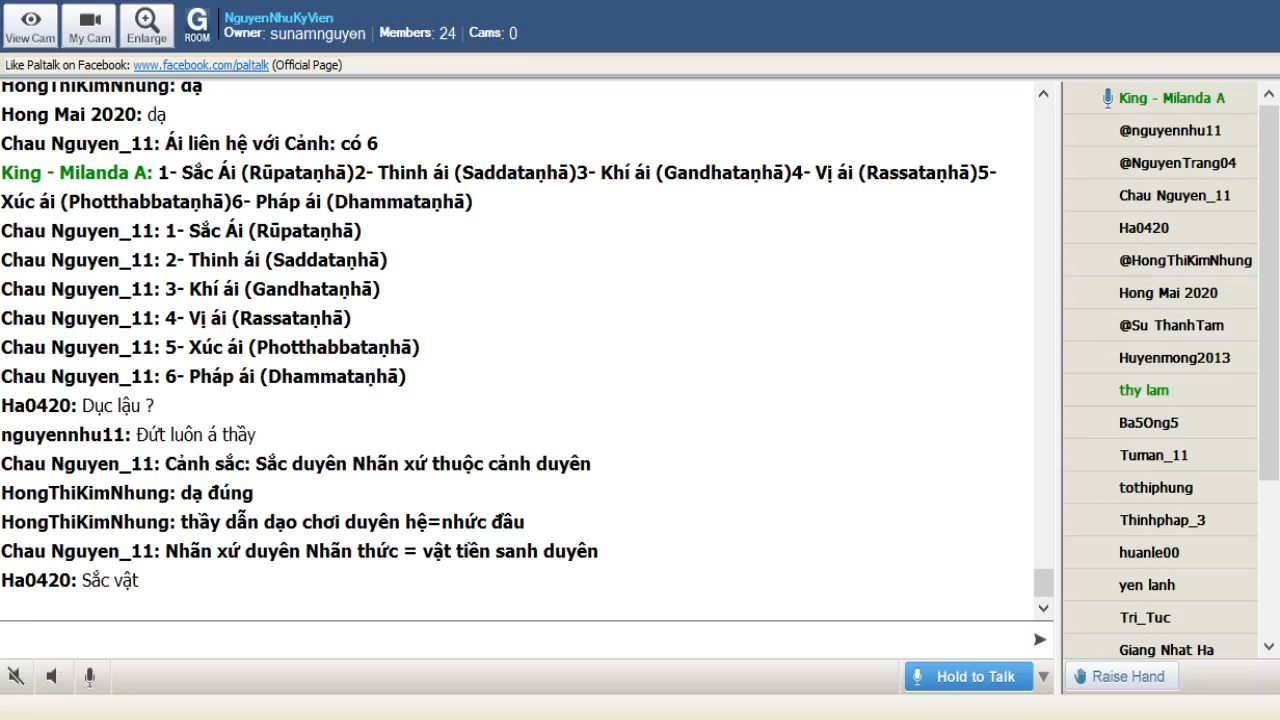 View Cam
My Cam
Enlarge
G
ROOM
NguyenNhuKyVien
Owner: sunamnguyen | Members: 24 | Cams: 0
Like Paltalk on Facebook: www.facebook.com/paltalk (Official Page)
HongThiKimNhung: dạ
Hong Mai 2020: dạ
Chau Nguyen_11: Ái liên hệ với Cảnh: có 6
King - Milanda A: 1- Sắc Ái (Rūpataṇhā)2- Thinh ái (Saddataṇhā)3- Khí ái (Gandhataṇhā)4- Vị ái (Rassataṇhā)5-
Xúc ái (Photthabbataṇhā)6- Pháp ái (Dhammataṇhā)
Chau Nguyen_11: 1- Sắc Ái (Rūpataṇhā)
Chau Nguyen_11: 2- Thinh ái (Saddataṇhā)
Chau Nguyen_11: 3- Khí ái (Gandhataṇhā)
Chau Nguyen_11: 4- Vị ái (Rassataṇhā)
Chau Nguyen_11: 5- Xúc ái (Photthabbataṇhā)
Chau Nguyen_11: 6- Pháp ái (Dhammataṇhā)
Ha0420: Dục lậu ?
nguyennhu11: Đứt luôn á thầy
Chau Nguyen_11: Cảnh sắc: Sắc duyên Nhãn xứ thuộc cảnh duyên
HongThiKimNhung: dạ đúng
HongThiKimNhung: thầy dẫn dạo chơi duyên hệ=nhức đầu
Chau Nguyen_11: Nhãn xứ duyên Nhãn thức = vật tiền sanh duyên
Ha0420: Sắc vật
King - Milanda A
@nguyennhu11
@NguyenTrang04
Chau Nguyen_11
Ha0420
@HongThiKimNhung
Hong Mai 2020
@Su ThanhTam
Huyenmong2013
thy lam
Ba5Ong5
Tuman_11
tothiphung
Thinhphap_3
huanle00
yen lanh
Tri_Tuc
Giang Nhat Ha
Hold to Talk
Raise Hand